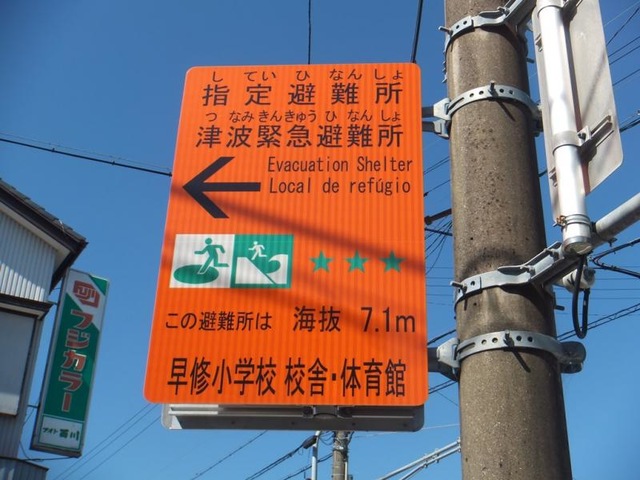 していひなんしょ
指定避難所
つなみきんきゅうひなんしょ
津波緊急避難所
Evacuation Shelter
Local de refúgio
この避難所は 海抜 7.1m
早修小学校 校舎・体育館
フジカラー